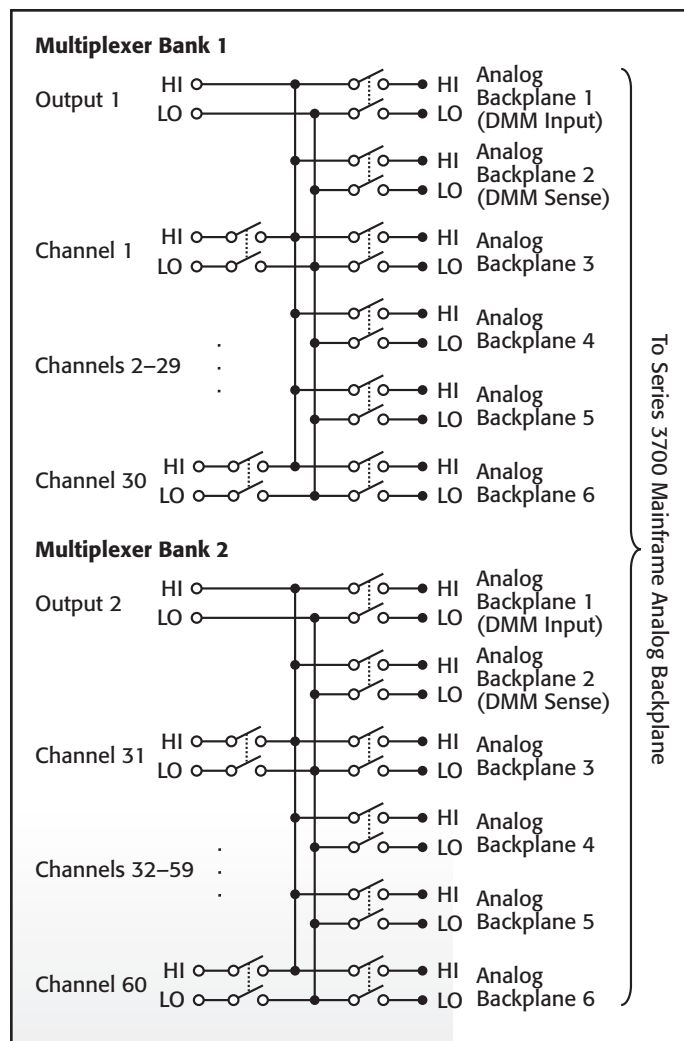 Multiplexer Bank 1
Output 1
HI
LO
HI
LO
Analog
Backplane 1
(DMM Input)
HI
LO
Analog
Backplane 2
(DMM Sense)
Channel 1
HI
LO
HI
LO
Analog
Backplane 3
HI
LO
Analog
Backplane 4
Channels 2–29
HI
LO
Analog
Backplane 5
Channel 30
HI
LO
HI
LO
Analog
Backplane 6
Multiplexer Bank 2
Output 2
HI
LO
HI
LO
Analog
Backplane 1
(DMM Input)
HI
LO
Analog
Backplane 2
(DMM Sense)
Channel 31
HI
LO
HI
LO
Analog
Backplane 3
HI
LO
Analog
Backplane 4
Channels 32–59
HI
LO
Analog
Backplane 5
Channel 60
HI
LO
HI
LO
Analog
Backplane 6
To Series 3700 Mainframe Analog Backplane